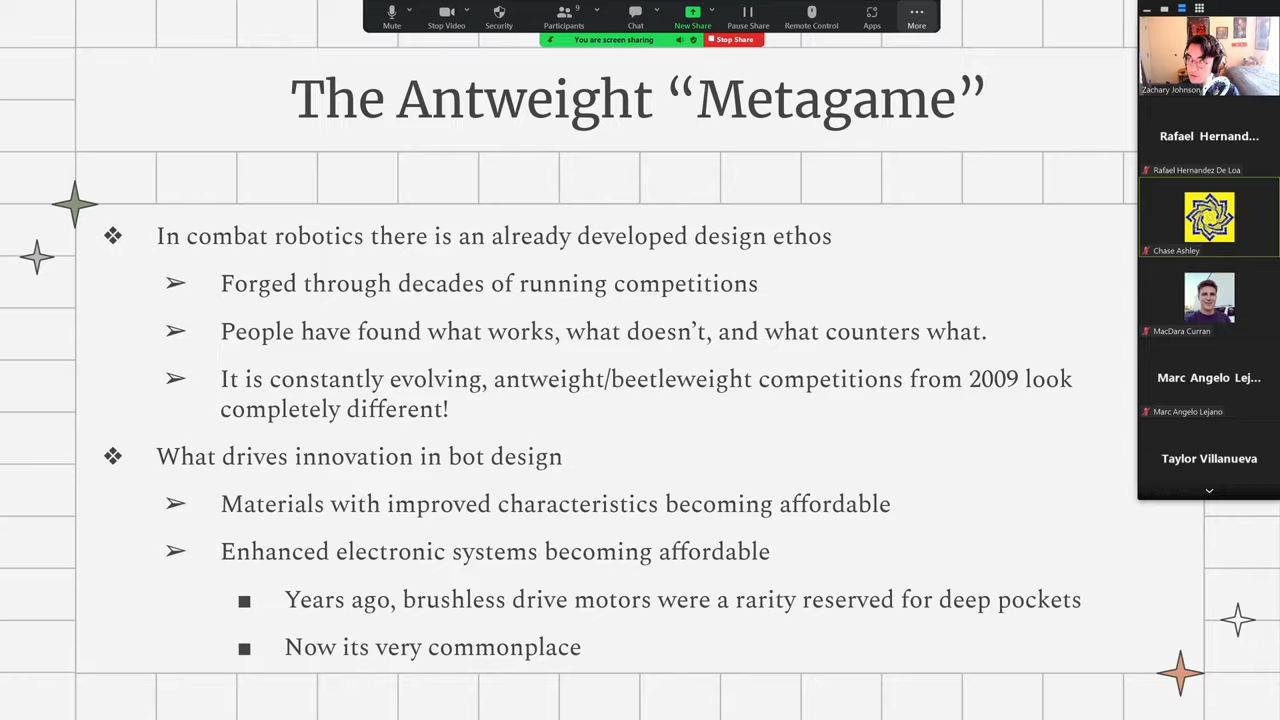 Mute
Stop Video
Security
Participants
9
Chat
New Share
Pause Share
Remote Control
Apps
More
You are screen sharing
Stop Share
The Antweight “Metagame”
In combat robotics there is an already developed design ethos
Forged through decades of running competitions
People have found what works, what doesn’t, and what counters what.
It is constantly evolving, antweight/beetleweight competitions from 2009 look
completely different!
What drives innovation in bot design
Materials with improved characteristics becoming affordable
Enhanced electronic systems becoming affordable
Years ago, brushless drive motors were a rarity reserved for deep pockets
Now its very commonplace
Zachary Johnson
Rafael Hernand...
Rafael Hernandez De Loa
Chase Ashley
MacDara Curran
Marc Angelo Lej...
Marc Angelo Lejano
Taylor Villanueva